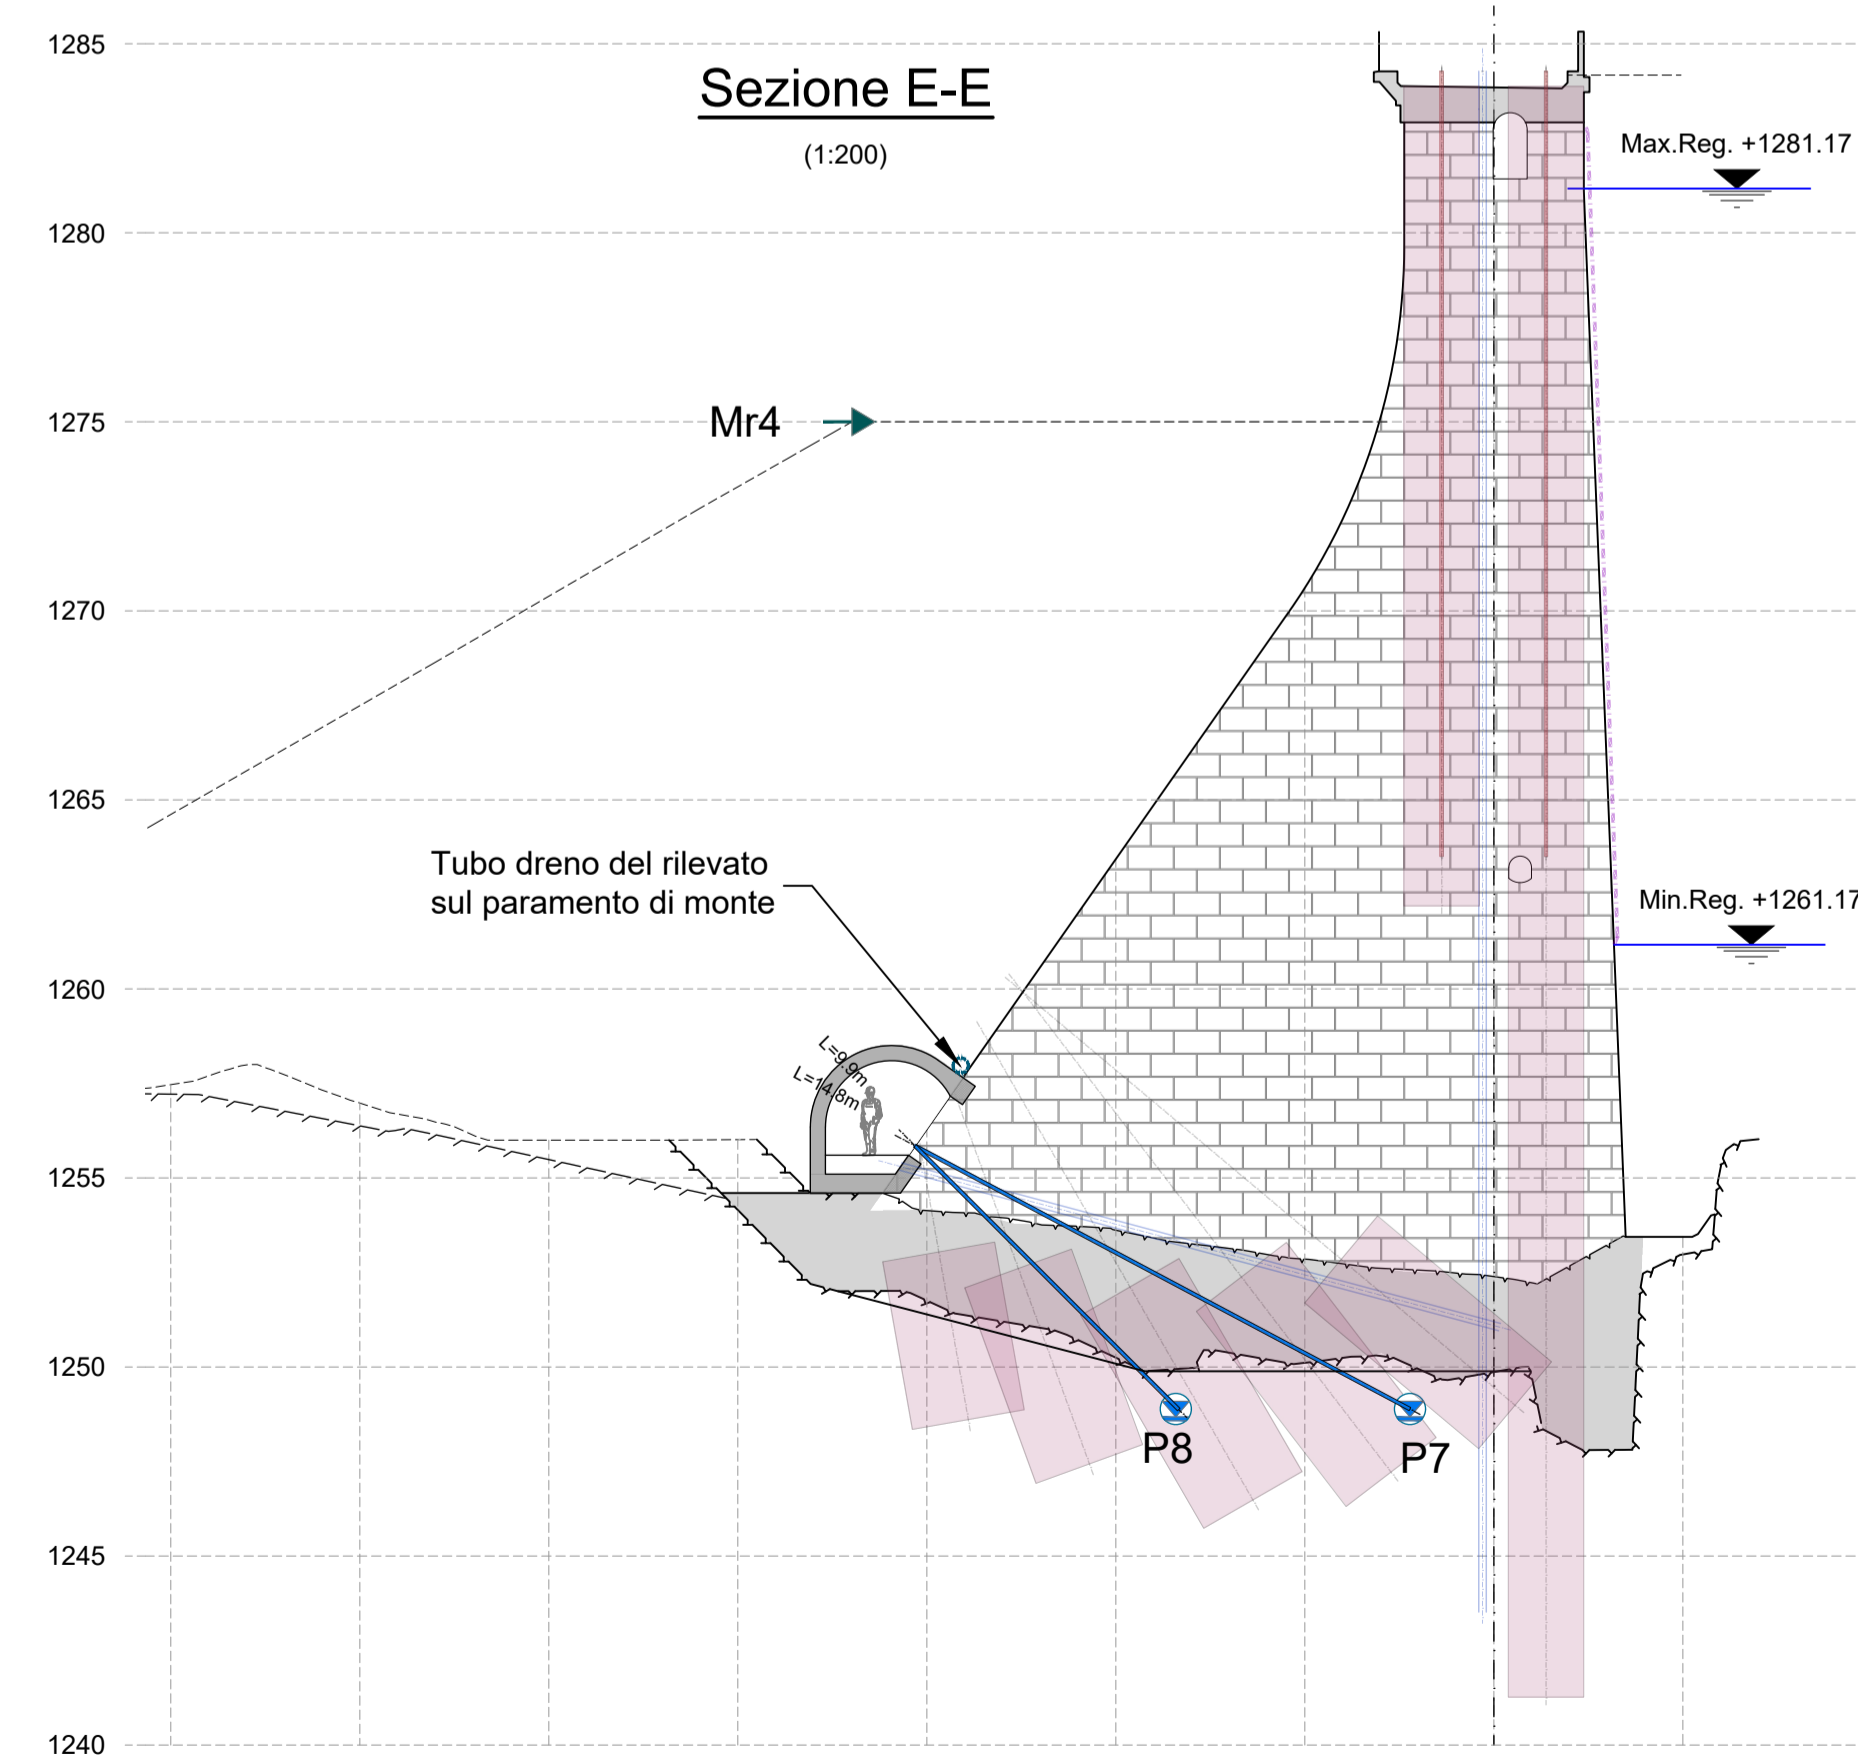 1285
Sezione E-E
(1:200)
Max.Reg. +1281.17
1280
Mr4
1275
1270
1265
Tubo dreno del rilevato
sul paramento di monte
Min.Reg. +1261.17
1260
L=9.9m
L=14.8m
1255
1250
P8
P7
1245
1240